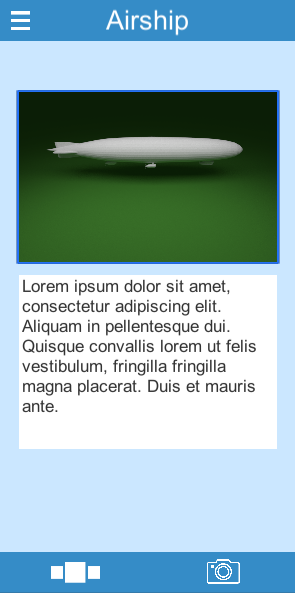 Airship
Lorem ipsum dolor sit amet,
consectetur adipiscing elit.
Aliquam in pellentesque dui.
Quisque convallis lorem ut felis
vestibulum, fringilla fringilla
magna placerat. Duis et mauris
ante.